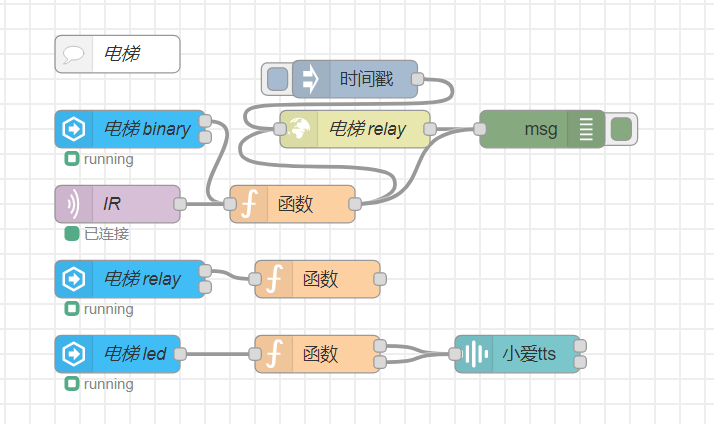 电梯
时间戳
电梯 binary
电梯 relay
msg
running
IR
函数
已连接
电梯 relay
函数
running
电梯 led
函数
小爱tts
running